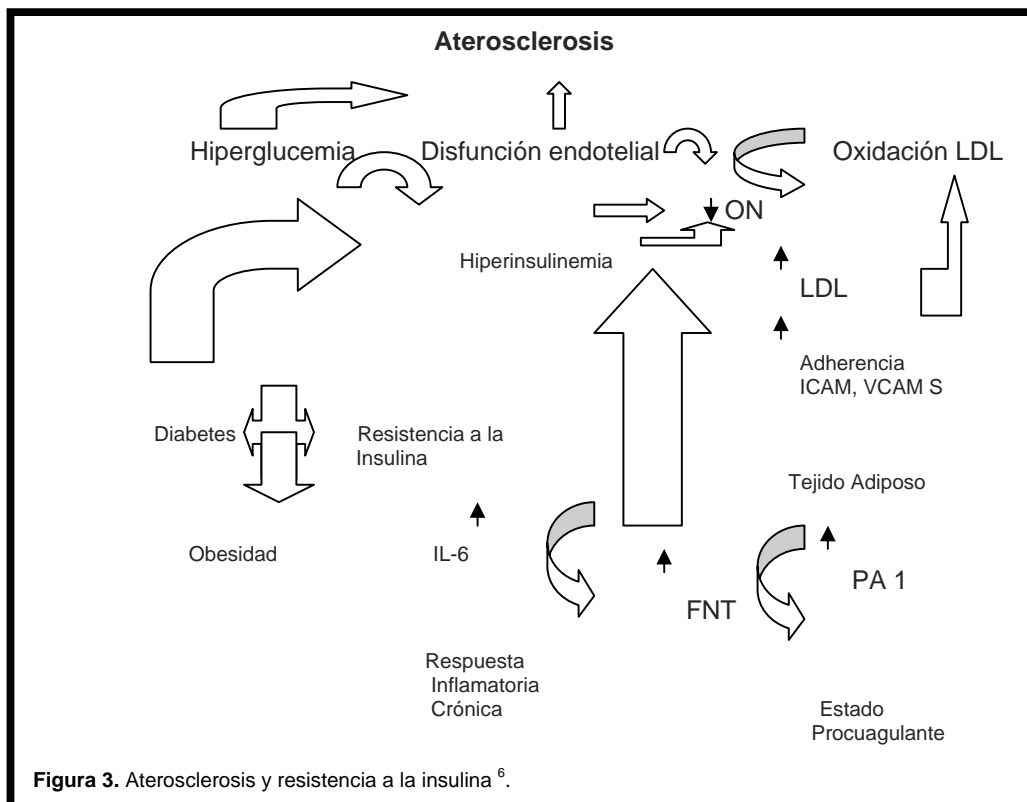 Aterosclerosis
Hiperglucemia Disfunción endotelial Oxidación LDL
ON
Hiperinsulinemia
LDL
Adherencia
ICAM, VCAM S
Diabetes Resistencia a la
Insulina
Tejido Adiposo
Obesidad IL-6
PA 1
FNT
Respuesta
Inflamatoria
Crónica
Estado
Procuagulante
Figura 3. Aterosclerosis y resistencia a la insulina 6.